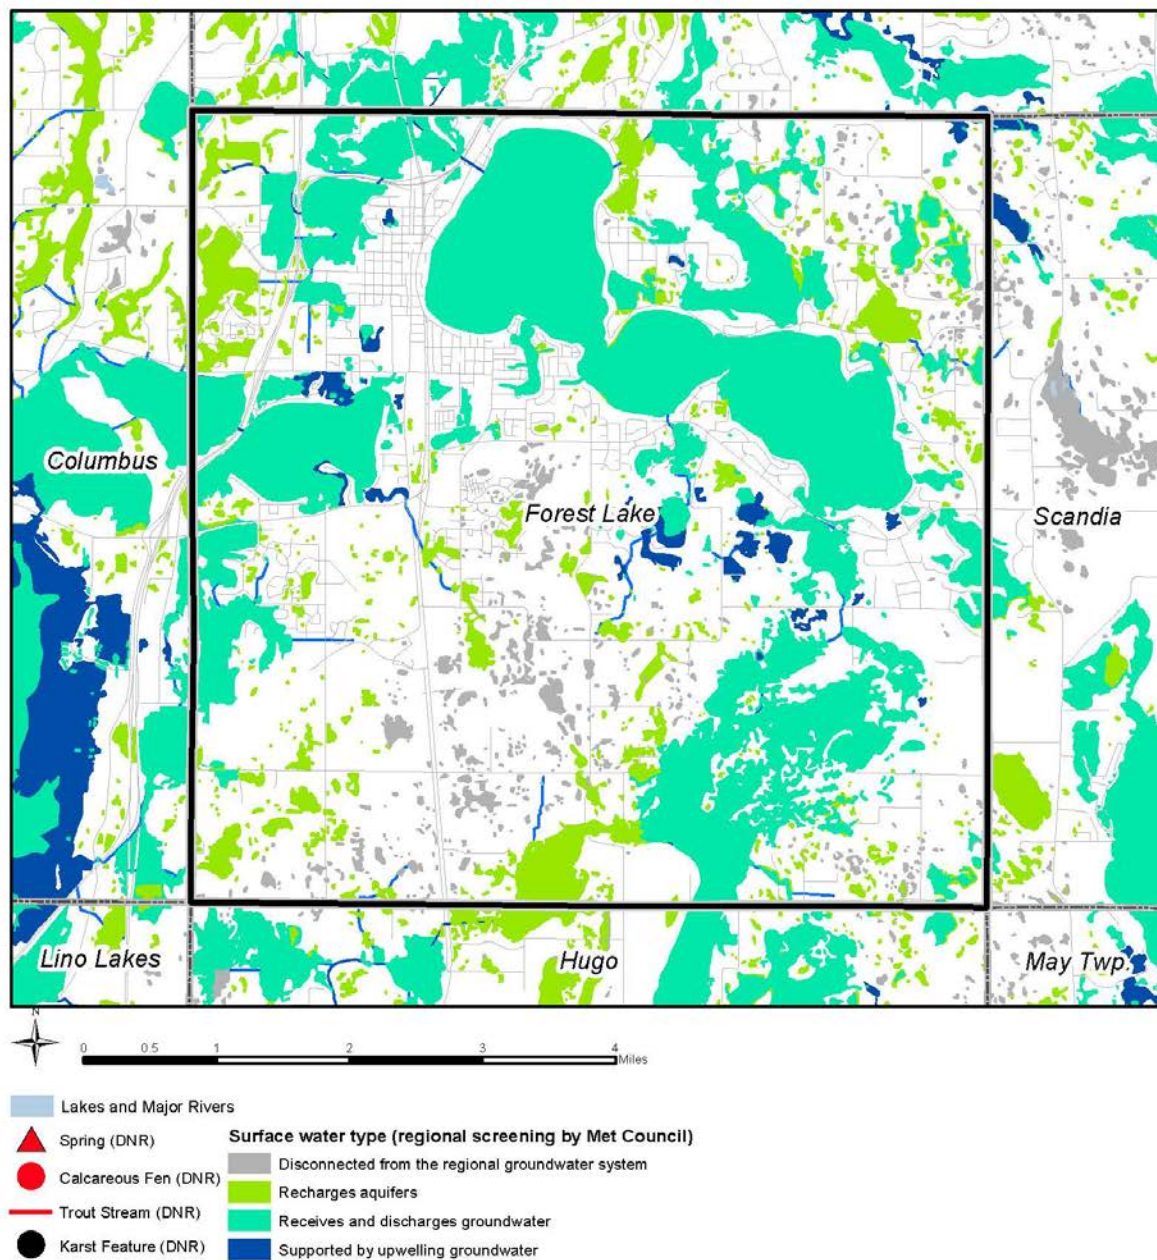 Columbus
Forest Lake
Scandia
Lino Lakes
Hugo
May Twp.
N
0 0.5 1 2 3 4
Miles
Lakes and Major Rivers
Spring (DNR)
Calcareous Fen (DNR)
Trout Stream (DNR)
Karst Feature (DNR)
Surface water type (regional screening by Met Council)
Disconnected from the regional groundwater system
Recharges aquifers
Receives and discharges groundwater
Supported by upwelling groundwater